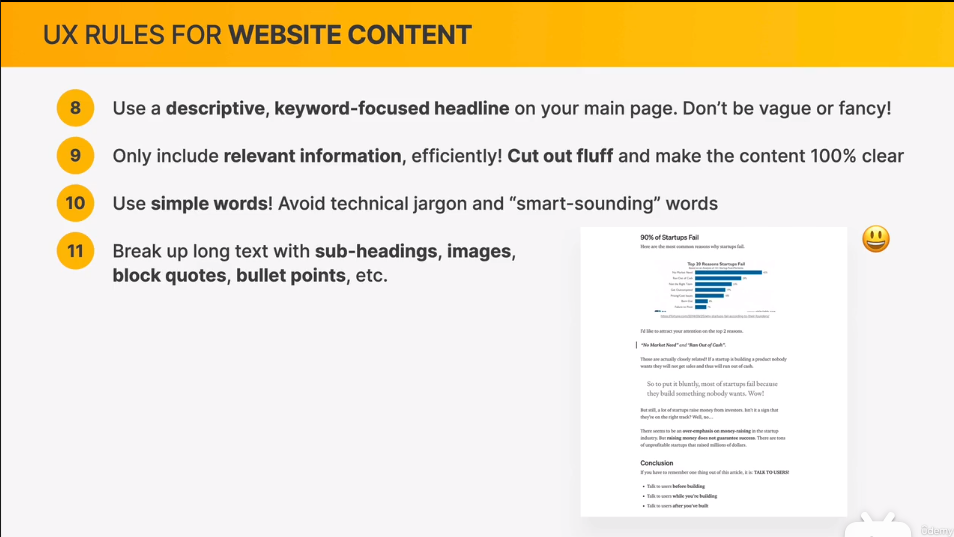 UX RULES FOR WEBSITE CONTENT
8 Use a descriptive, keyword-focused headline on your main page. Don't be vague or fancy!
9 Only include relevant information, efficiently! Cut out fluff and make the content 100% clear
10 Use simple words! Avoid technical jargon and “smart-sounding” words
11 Break up long text with sub-headings, images,
block quotes, bullet points, etc.
90% of Startups Fail
Here are the most common reasons why startups fail.
Top 20 Reasons Startups Fail
I'd like to attract your attention on the top 2 reasons.
“No Market Need” and “Ran Out of Cash”.
These are actually closely related! If a startup is building a product nobody
wants they will not get sales and thus will run out of cash.
So to put it bluntly, most of startups fail because
they build something nobody wants. Wow!
But still, a lot of startups raise money from investors. Isn't it a sign that
they're on the right track? Well, no…
There seems to be an over-emphasis on money-raising in the startup
industry. But raising money does not guarantee success. There are tons
of unprofitable startups that raised millions of dollars.
Conclusion
If you have to remember one thing out of this article, it is: TALK TO USERS!
• Talk to users before building
• Talk to users while you're building
• Talk to users after you've built
ûdemy